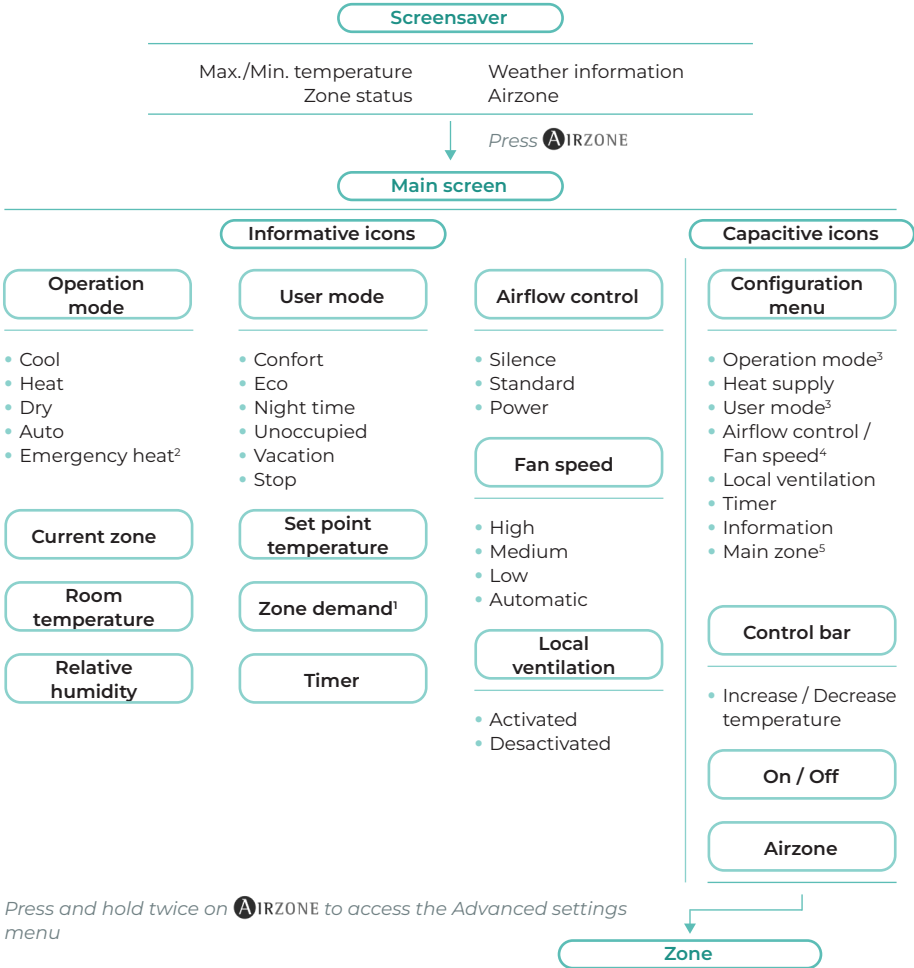 Screensaver
Max./Min. temperature
Zone status
Weather information
Airzone
Press AIRZONE
Main screen
Informative icons
Operation
mode
• Cool
• Heat
• Dry
• Auto
• Emergency heat²
Current zone
Room
temperature
Relative
humidity
User mode
• Confort
• Eco
• Night time
• Unoccupied
• Vacation
• Stop
Set point
temperature
Zone demand¹
Timer
Airflow control
• Silence
• Standard
• Power
Fan speed
• High
• Medium
• Low
• Automatic
Local
ventilation
• Activated
• Desactivated
Capacitive icons
Configuration
menu
• Operation mode³
• Heat supply
• User mode³
• Airflow control /
Fan speed⁴
• Local ventilation
• Timer
• Information
• Main zone⁵
Control bar
• Increase / Decrease
temperature
On / Off
Airzone
Press and hold twice on AIRZONE to access the Advanced settings
menu
Zone